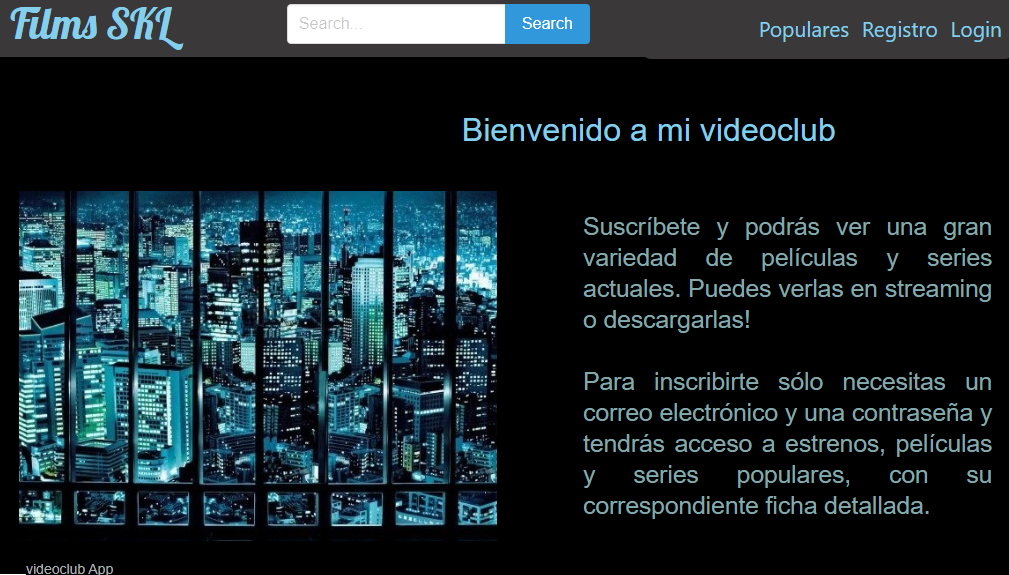 Films SKL
Search...
Search
Populares Registro Login
Bienvenido a mi videoclub
Suscríbete y podrás ver una gran
variedad de películas y series
actuales. Puedes verlas en streaming
o descargarlas!
Para inscribirte sólo necesitas un
correo electrónico y una contraseña y
tendrás acceso a estrenos, películas
y series populares, con su
correspondiente ficha detallada.
videoclub App